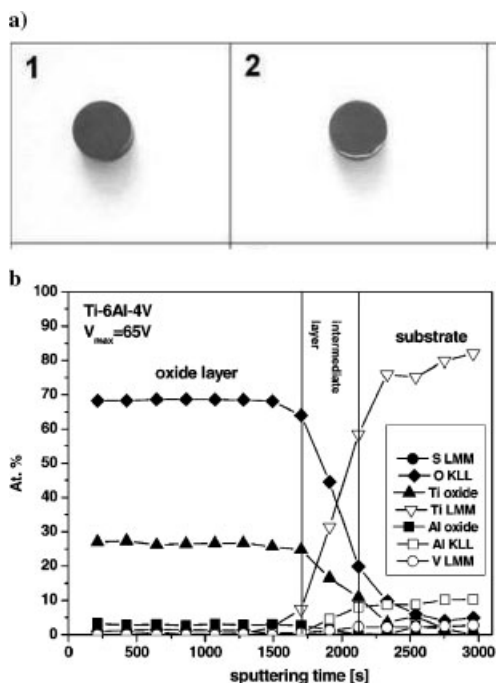 a)
1
2
b
Ti-6Al-4V
V max=65V
oxide layer
intermediate
layer
substrate
At. %
100
90
80
70
60
50
40
30
20
10
0
S LMM
O KLL
Ti oxide
Ti LMM
Al oxide
Al KLL
V LMM
0 500 1000 1500 2000 2500 3000
sputtering time [s]